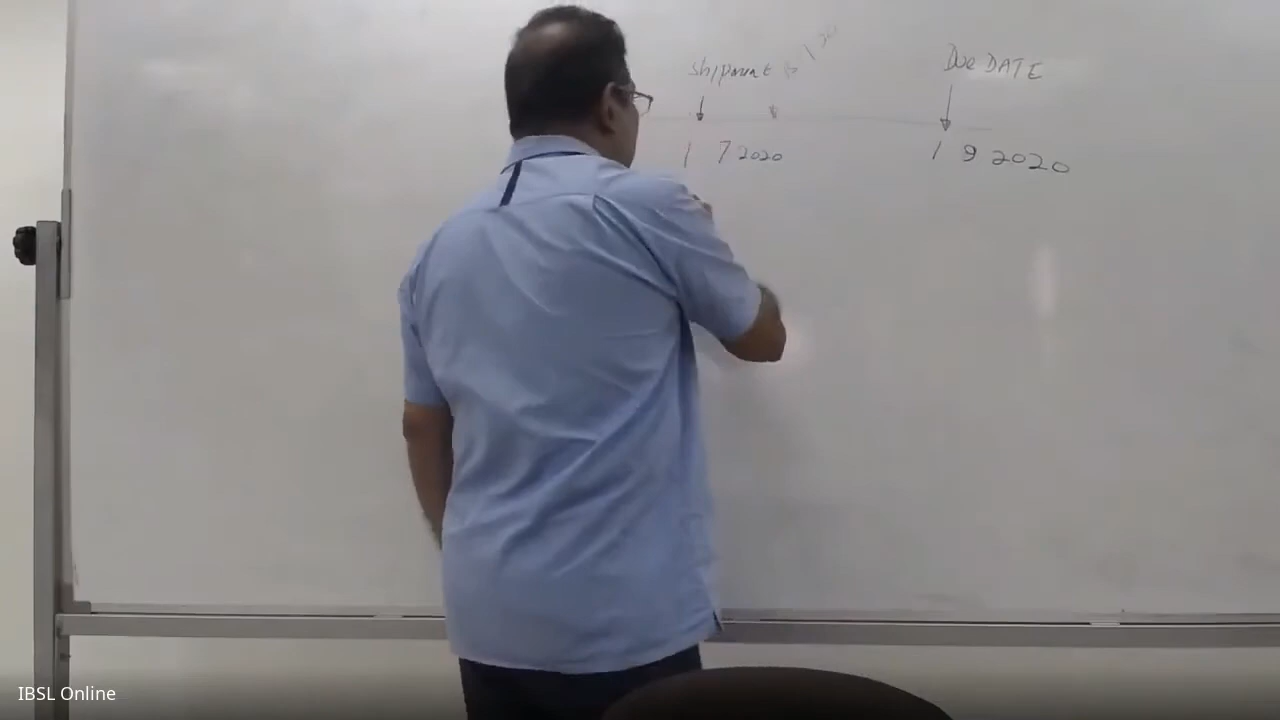 Shipment
Due DATE
1 7 2020
1 9 2020
IBSL Online